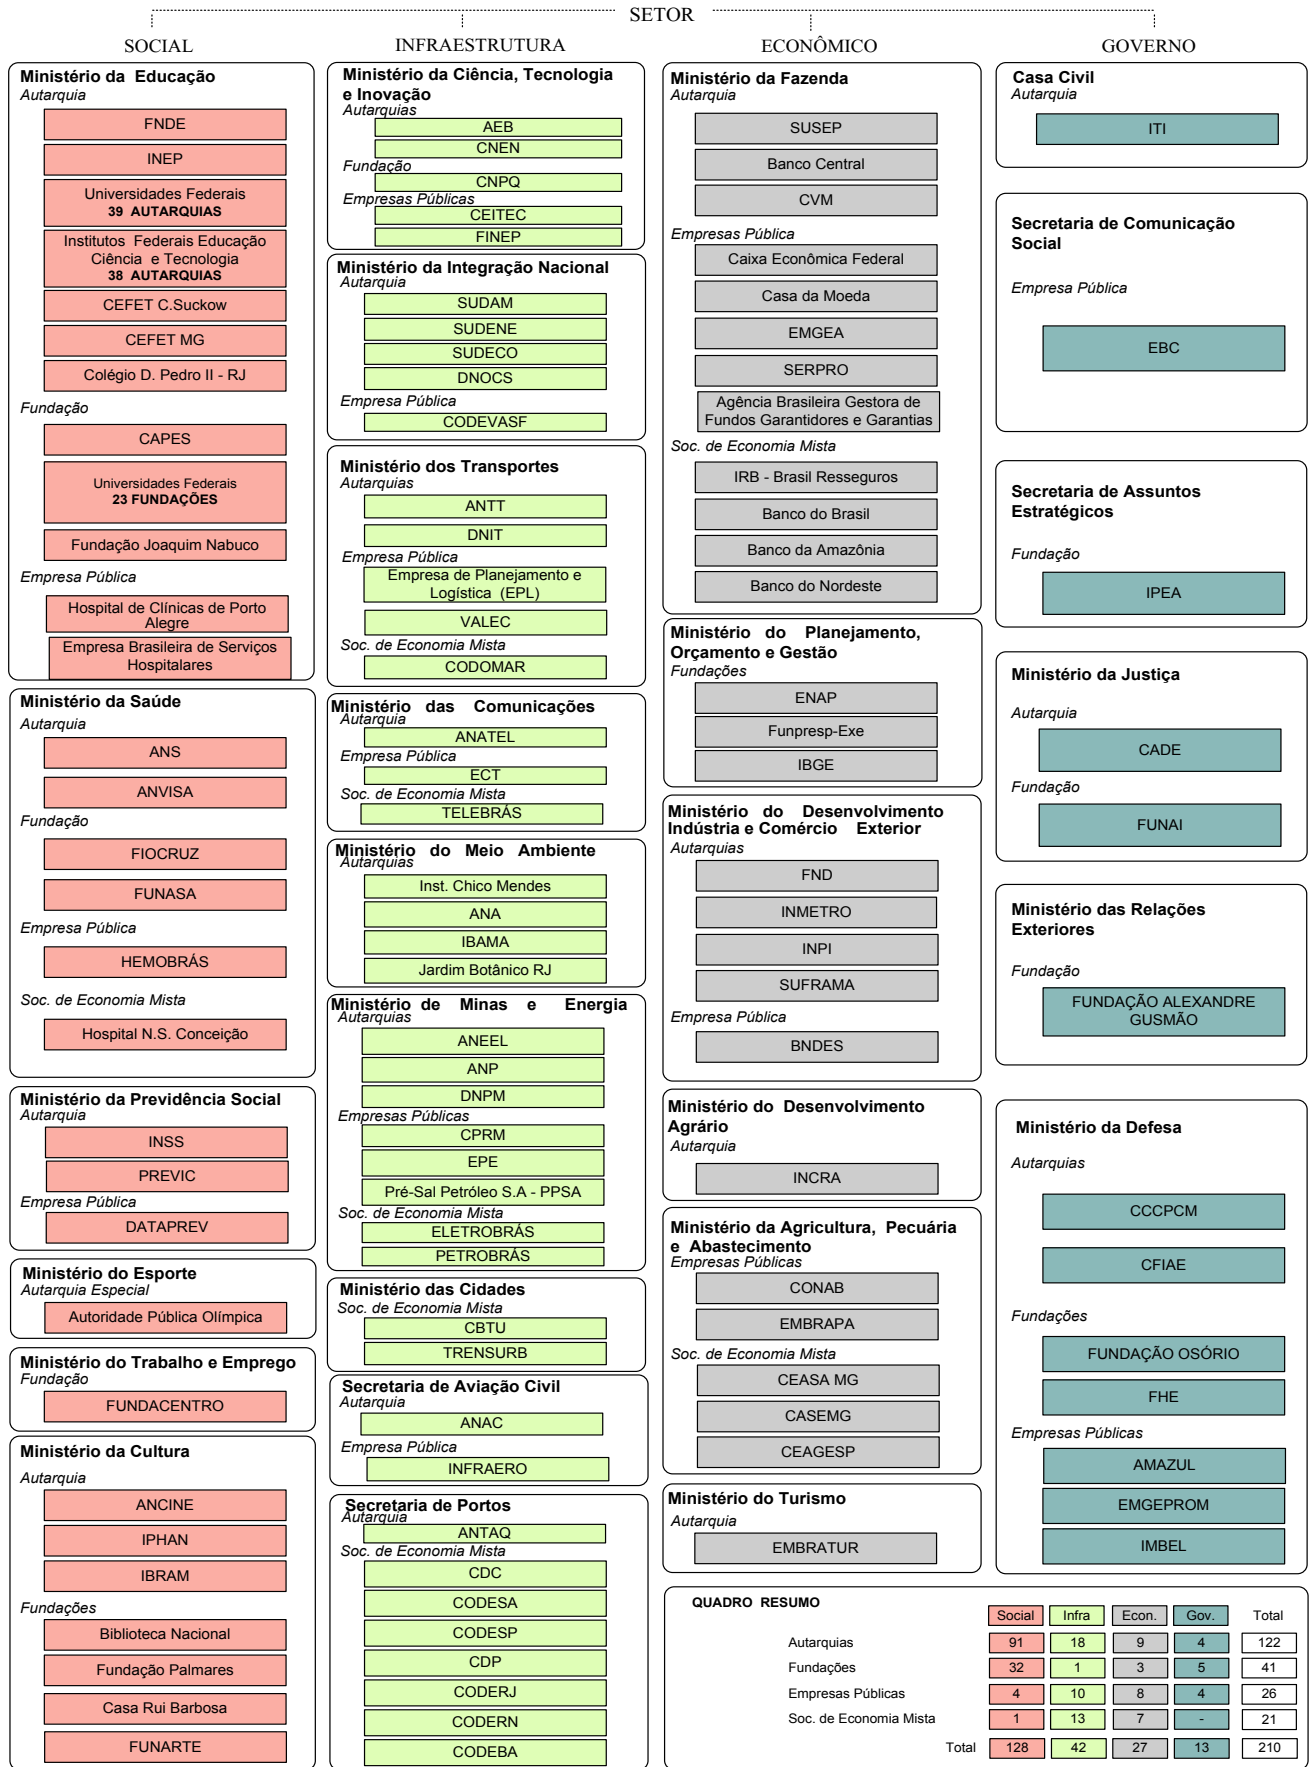 SETOR
SOCIAL
Ministério da Educação
Autarquia
FNDE
INEP
Universidades Federais
39 AUTARQUIAS
Institutos Federais Educação
Ciência e Tecnologia
38 AUTARQUIAS
CEFET C.Suckow
CEFET MG
Colégio D. Pedro II - RJ
Fundação
CAPES
Universidades Federais
23 FUNDAÇÕES
Fundação Joaquim Nabuco
Empresa Pública
Hospital de Clínicas de Porto
Alegre
Empresa Brasileira de Serviços
Hospitalares
Ministério da Saúde
Autarquia
ANS
ANVISA
Fundação
FIOCRUZ
FUNASA
Empresa Pública
HEMOBRÁS
Soc. de Economia Mista
Hospital N.S. Conceição
Ministério da Previdência Social
Autarquia
INSS
PREVIC
Empresa Pública
DATAPREV
Ministério do Esporte
Autarquia Especial
Autoridade Pública Olímpica
Ministério do Trabalho e Emprego
Fundação
FUNDACENTRO
Ministério da Cultura
Autarquia
ANCINE
IPHAN
IBRAM
Fundações
Biblioteca Nacional
Fundação Palmares
Casa Rui Barbosa
FUNARTE
INFRAESTRUTURA
Ministério da Ciência, Tecnologia
e Inovação
Autarquias
AEB
CNEN
Fundação
CNPQ
Empresas Públicas
CEITEC
FINEP
Ministério da Integração Nacional
Autarquia
SUDAM
SUDENE
SUDECO
DNOCS
Empresa Pública
CODEVASF
Ministério dos Transportes
Autarquias
ANTT
DNIT
Empresa Pública
Empresa de Planejamento e
Logística (EPL)
VALEC
Soc. de Economia Mista
CODOMAR
Ministério das Comunicações
Autarquia
ANATEL
Empresa Pública
ECT
Soc. de Economia Mista
TELEBRÁS
Ministério do Meio Ambiente
Autarquias
Inst. Chico Mendes
ANA
IBAMA
Jardim Botânico RJ
Ministério de Minas e Energia
Autarquias
ANEEL
ANP
DNPM
Empresas Públicas
CPRM
EPE
Pré-Sal Petróleo S.A - PPSA
Soc. de Economia Mista
ELETROBRÁS
PETROBRÁS
Ministério das Cidades
Soc. de Economia Mista
CBTU
TRENSURB
Secretaria de Aviação Civil
Autarquia
ANAC
Empresa Pública
INFRAERO
Secretaria de Portos
Autarquia
ANTAQ
Soc. de Economia Mista
CDC
CODESA
CODESP
CDP
CODERJ
CODERN
CODEBA
ECONÔMICO
Ministério da Fazenda
Autarquia
SUSEP
Banco Central
CVM
Empresas Pública
Caixa Econômica Federal
Casa da Moeda
EMGEA
SERPRO
Agência Brasileira Gestora de
Fundos Garantidores e Garantias
Soc. de Economia Mista
IRB - Brasil Resseguros
Banco do Brasil
Banco da Amazônia
Banco do Nordeste
Ministério do Planejamento,
Orçamento e Gestão
Fundações
ENAP
Funpresp-Exe
IBGE
Ministério do Desenvolvimento
Indústria e Comércio Exterior
Autarquias
FND
INMETRO
INPI
SUFRAMA
Empresa Pública
BNDES
Ministério do Desenvolvimento
Agrário
Autarquia
INCRA
Ministério da Agricultura, Pecuária
e Abastecimento
Empresas Públicas
CONAB
EMBRAPA
Soc. de Economia Mista
CEASA MG
CASEMG
CEAGESP
Ministério do Turismo
Autarquia
EMBRATUR
GOVERNO
Casa Civil
Autarquia
ITI
Secretaria de Comunicação
Social
Empresa Pública
EBC
Secretaria de Assuntos
Estratégicos
Fundação
IPEA
Ministério da Justiça
Autarquia
CADE
Fundação
FUNAI
Ministério das Relações
Exteriores
Fundação
FUNDAÇÃO ALEXANDRE
GUSMÃO
Ministério da Defesa
Autarquias
CCCPCM
CFIAE
Fundações
FUNDAÇÃO OSÓRIO
FHE
Empresas Públicas
AMAZUL
EMGEPROM
IMBEL
QUADRO RESUMO
Social Infra Econ. Gov. Total
Autarquias 91 18 9 4 122
Fundações 32 1 3 5 41
Empresas Públicas 4 10 8 4 26
Soc. de Economia Mista 1 13 7 - 21
Total 128 42 27 13 210